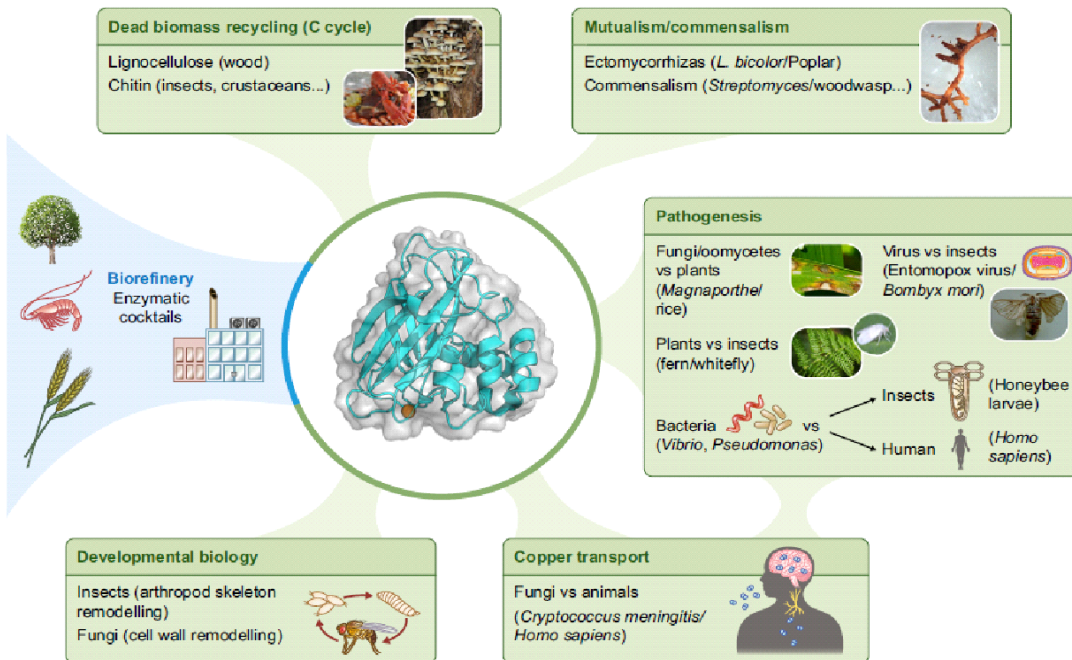 Dead biomass recycling (C cycle)
Lignocellulose (wood)
Chitin (insects, crustaceans...)
Mutualism/commensalism
Ectomycorrhizas (L. bicolor/Poplar)
Commensalism (Streptomyces/woodwasp...)
Biorefinery
Enzymatic
cocktails
Pathogenesis
Fungi/oomycetes
vs plants
(Magnaporthe/
rice)
Virus vs insects
(Entomopox virus/
Bombyx mori)
Plants vs insects
(fern/whitefly)
Bacteria vs
(Vibrio, Pseudomonas)
Insects
(Honeybee
larvae)
Human
(Homo
sapiens)
Developmental biology
Insects (arthropod skeleton
remodelling)
Fungi (cell wall remodelling)
Copper transport
Fungi vs animals
(Cryptococcus meningitis/
Homo sapiens)